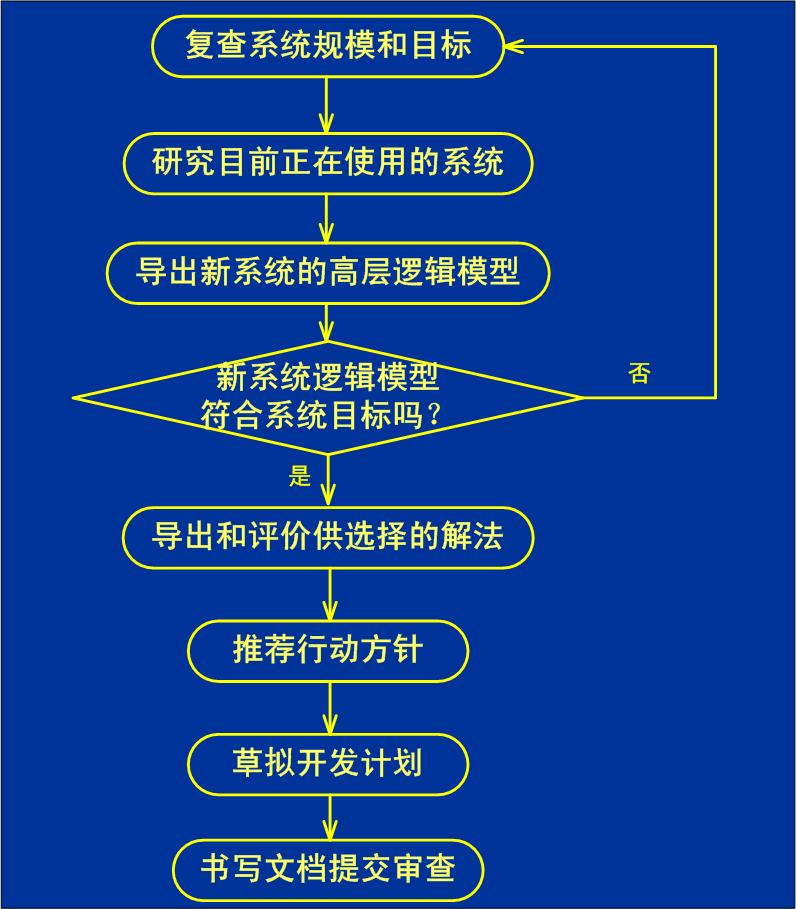 复查系统规模和目标
研究目前正在使用的系统
导出新系统的高层逻辑模型
新系统逻辑模型
符合系统目标吗？
否
是
导出和评价供选择的解法
推荐行动方针
草拟开发计划
书写文档提交审查